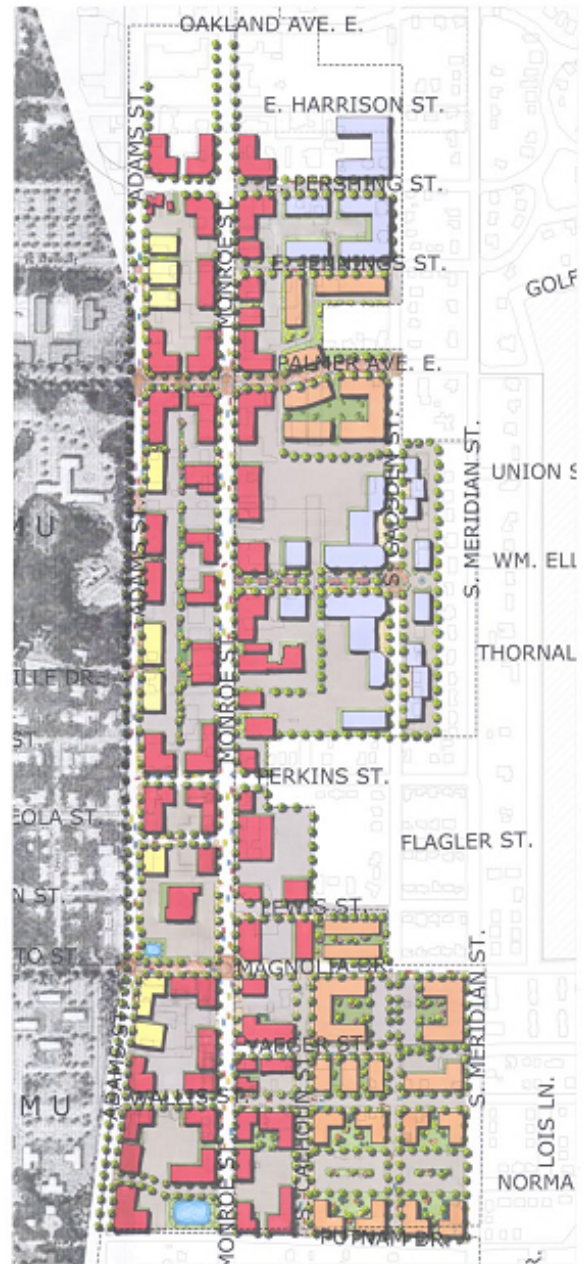 OAKLAND AVE. E.
ADAMS ST.
E. HARRISON ST.
E. PERSHING ST.
MONROE ST.
E. JENNINGS ST.
GOLF
PALMER AVE. E.
S. GADSDEN ST.
S. MERIDIAN ST.
UNION S
M U
ADAMS ST.
WM. ELL
THORNAL
ILLE DR.
MONROE ST.
ST
PERKINS ST.
EOLA ST.
FLAGLER ST.
N ST.
LEWIS ST.
TO ST.
MAGNOLIA DR.
S. MERIDIAN ST.
ADAMS ST.
YAEGER ST.
M U
WALLIS S
S. CALHOUN ST.
LOIS LN.
MONROE ST.
NORMA
PUTNAM DR.